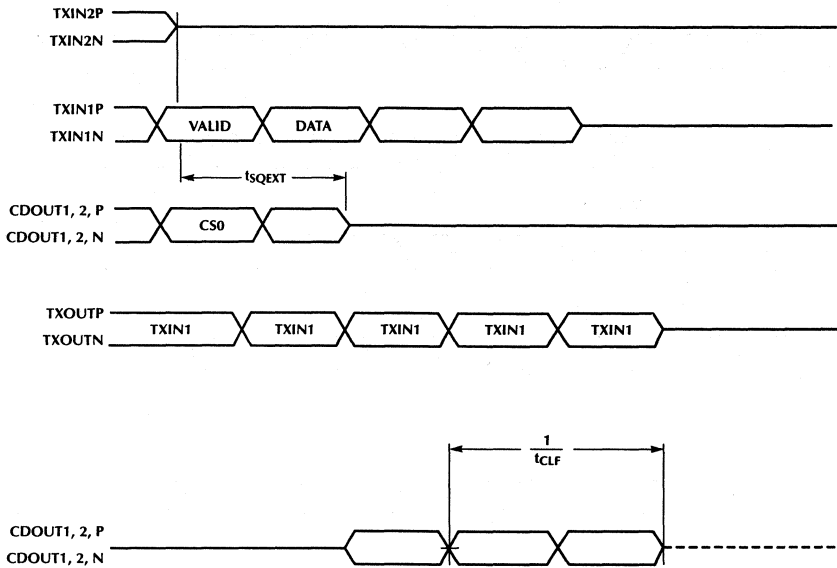 TXIN2P
TXIN2N
TXIN1P
TXIN1N
VALID
DATA
tSQEXT
CDOUT1, 2, P
CDOUT1, 2, N
CS0
TXOUTP
TXOUTN
TXIN1
TXIN1
TXIN1
TXIN1
TXIN1
1
tCLF
CDOUT1, 2, P
CDOUT1, 2, N